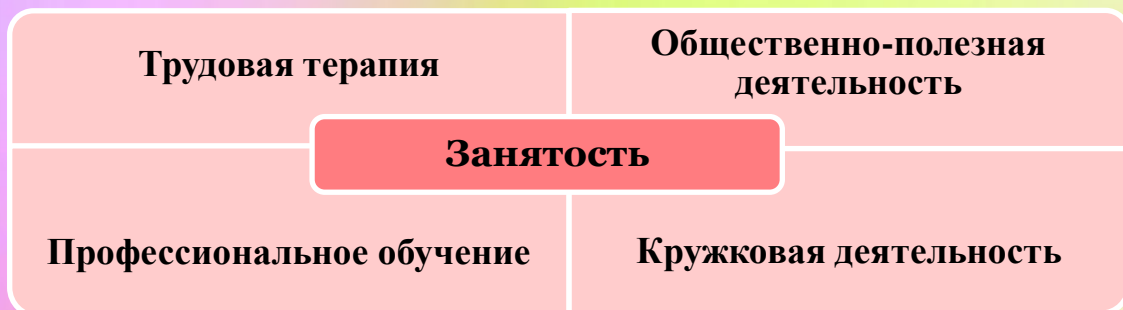 Трудовая терапия
Общественно-полезная
деятельность
Занятость
Профессиональное обучение
Кружковая деятельность